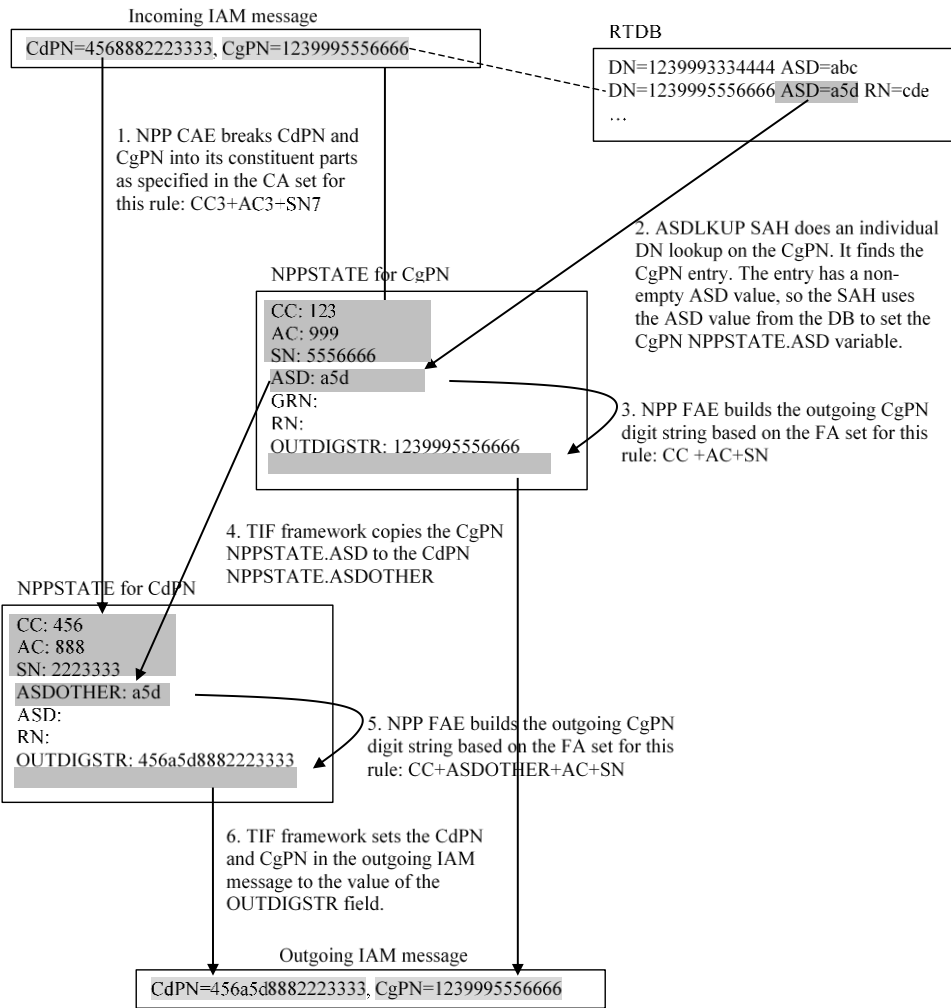 Incoming IAM message
CdPN=4568882223333, CgPN=1239995556666
RTDB
DN=1239993334444 ASD=abc
DN=1239995556666 ASD=a5d RN=cde
…
1. NPP CAE breaks CdPN and
CgPN into its constituent parts
as specified in the CA set for
this rule: CC3+AC3+SN7
2. ASDLKUP SAH does an individual
DN lookup on the CgPN. It finds the
CgPN entry. The entry has a non-
empty ASD value, so the SAH uses
the ASD value from the DB to set the
CgPN NPPSTATE.ASD variable.
NPPSTATE for CgPN
CC: 123
AC: 999
SN: 5556666
ASD: a5d
GRN:
RN:
OUTDIGSTR: 1239995556666
3. NPP FAE builds the outgoing CgPN
digit string based on the FA set for this
rule: CC +AC+SN
4. TIF framework copies the CgPN
NPPSTATE.ASD to the CdPN
NPPSTATE.ASDOTHER
NPPSTATE for CdPN
CC: 456
AC: 888
SN: 2223333
ASDOTHER: a5d
ASD:
RN:
OUTDIGSTR: 456a5d8882223333
5. NPP FAE builds the outgoing CgPN
digit string based on the FA set for this
rule: CC+ASDOTHER+AC+SN
6. TIF framework sets the CdPN
and CgPN in the outgoing IAM
message to the value of the
OUTDIGSTR field.
Outgoing IAM message
CdPN=456a5d8882223333, CgPN=1239995556666